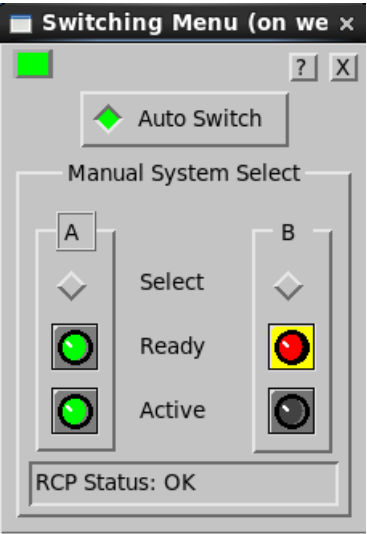 Switching Menu (on we x
? X
Auto Switch
Manual System Select
A B
Select
Ready
Active
RCP Status: OK